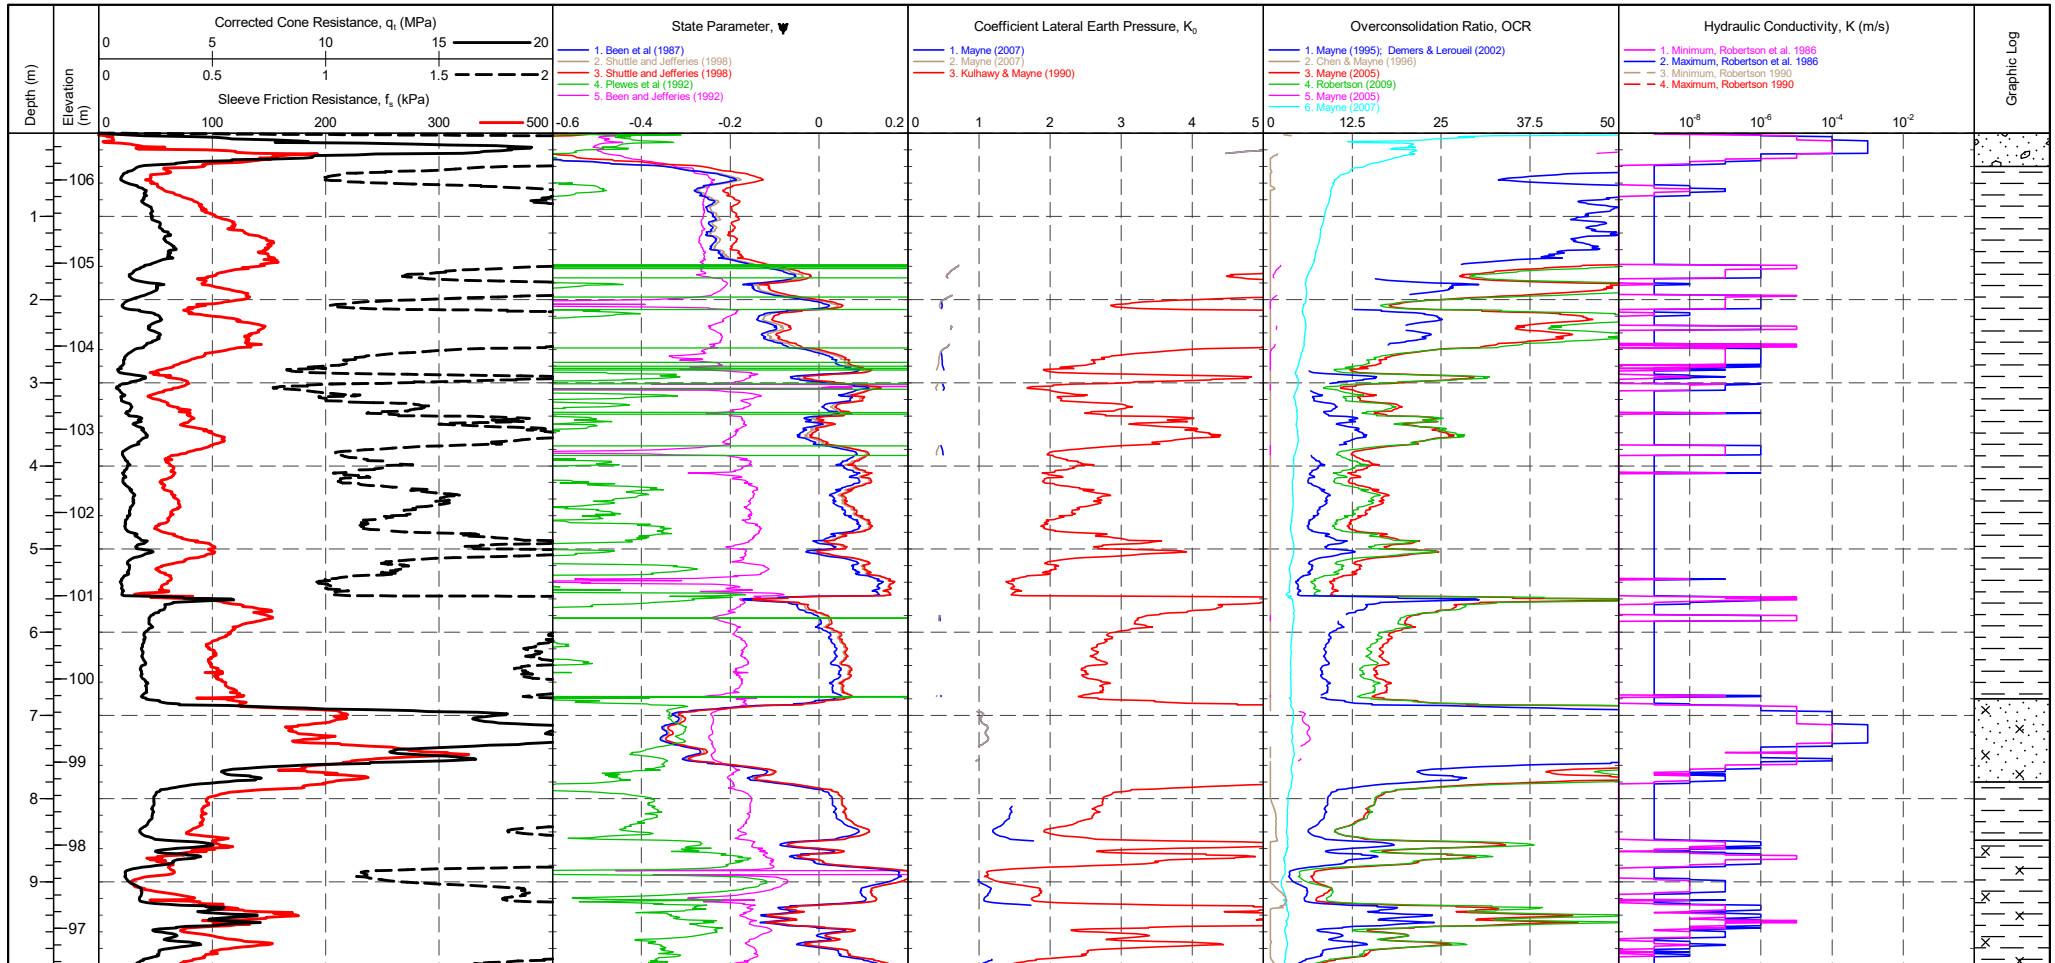 Depth (m)
Elevation (m)
Corrected Cone Resistance, qt (MPa)
0 5 10 15 20
0 0.5 1 1.5 2
Sleeve Friction Resistance, fs (kPa)
100 200 300 500
State Parameter, ψ
1. Been et al (1987)
2. Shuttle and Jefferies (1998)
3. Shuttle and Jefferies (1998)
4. Plewes et al (1992)
5. Been and Jefferies (1992)
-0.6 -0.4 -0.2 0 0.2
Coefficient Lateral Earth Pressure, K0
1. Mayne (2007)
2. Mayne (2007)
3. Kulhawy & Mayne (1990)
0 1 2 3 4 5
Overconsolidation Ratio, OCR
1. Mayne (1995); Demers & Leroueil (2002)
2. Chen & Mayne (1996)
3. Mayne (2005)
4. Robertson (2009)
5. Mayne (2005)
6. Mayne (2007)
0 12.5 25 37.5 50
Hydraulic Conductivity, K (m/s)
1. Minimum, Robertson et al. 1986
2. Maximum, Robertson et al. 1986
3. Minimum, Robertson 1990
4. Maximum, Robertson 1990
10-8 10-6 10-4 10-2
Graphic Log
106
1
105
2
104
3
103
4
102
5
101
6
100
7
99
8
98
9
97